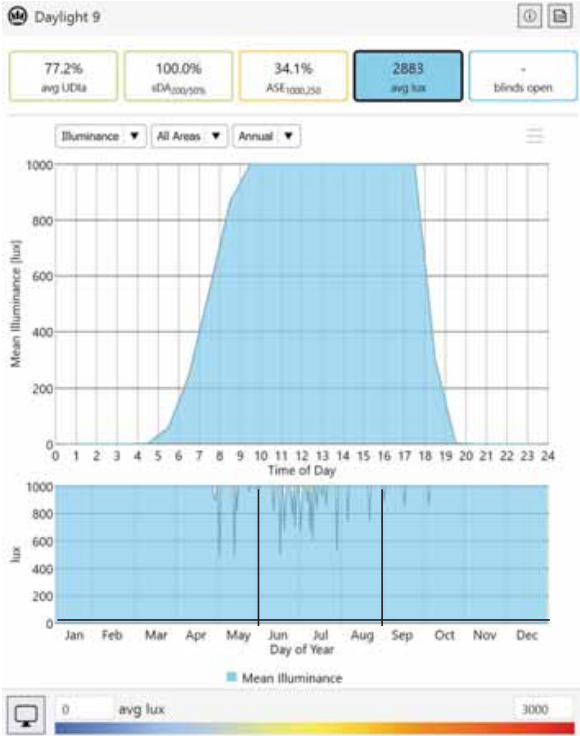 Daylight 9
77.2% 100.0% 34.1% 2883 -
avg UDIa sDA200/50% ASE1000,250 avg lux blinds open
Illuminance ▼ All Areas ▼ Annual ▼
Mean Illuminance [lux]
1000
800
600
400
200
0
0 1 2 3 4 5 6 7 8 9 10 11 12 13 14 15 16 17 18 19 20 21 22 23 24
Time of Day
lux
1000
800
600
400
200
0
Jan Feb Mar Apr May Jun Jul Aug Sep Oct Nov Dec
Day of Year
Mean Illuminance
0 avg lux 3000